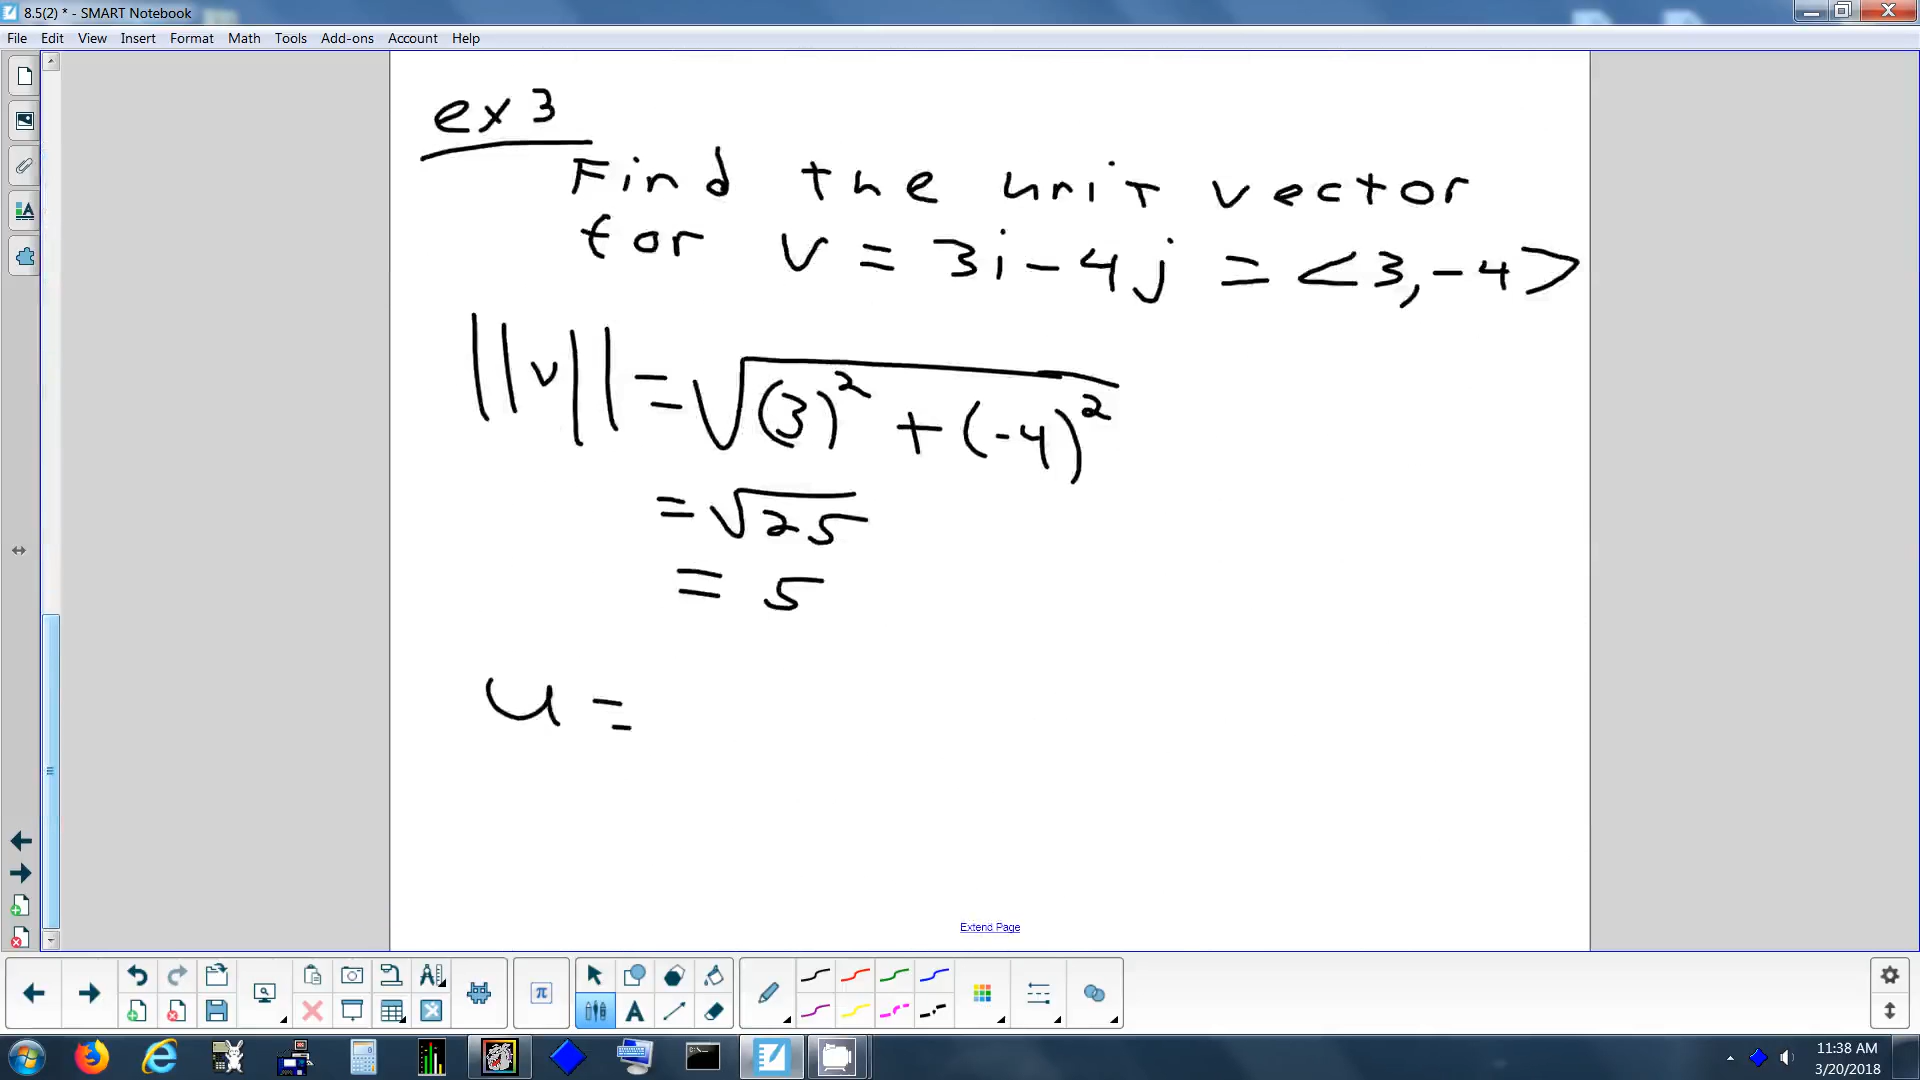 8.5(2) * - SMART Notebook
File Edit View Insert Format Math Tools Add-ons Account Help
ex 3
Find the unit vector
for v = 3i - 4j = <3, -4>
||v|| = √(3)² + (-4)²
= √25
= 5
u =
Extend Page
π
A
11:38 AM
3/20/2018